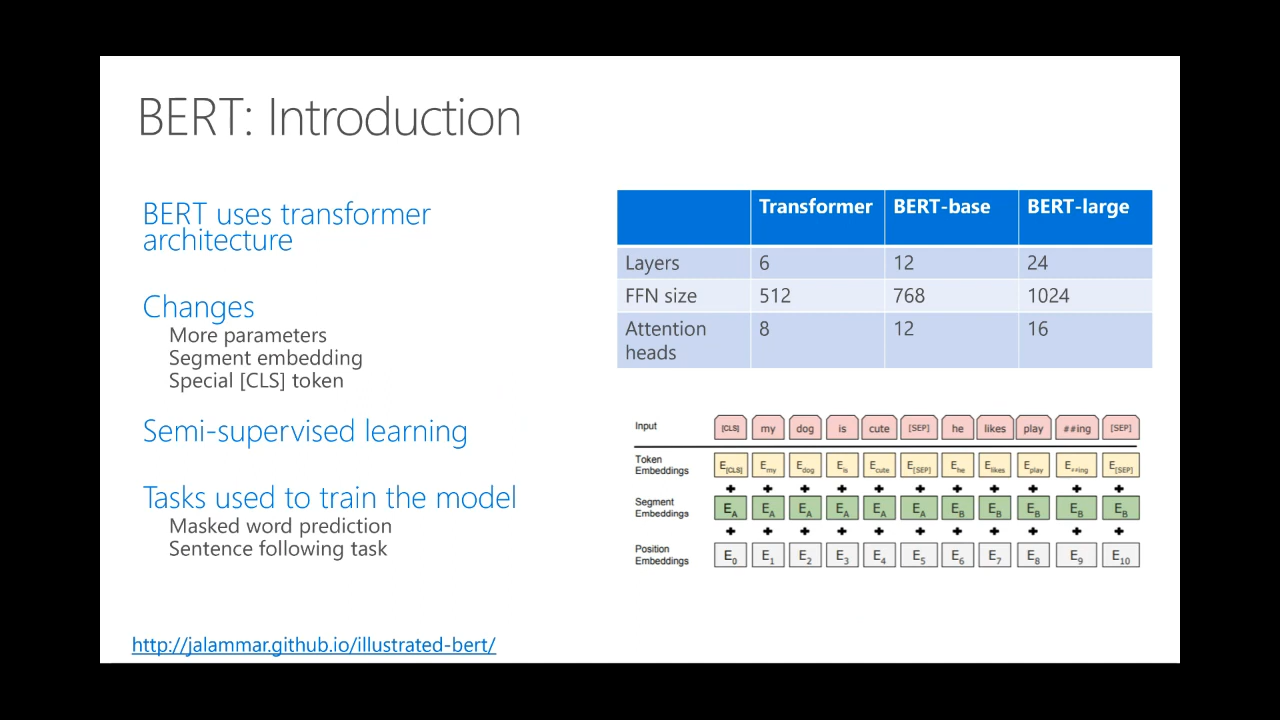 BERT: Introduction
BERT uses transformer
architecture
Changes
More parameters
Segment embedding
Special [CLS] token
Semi-supervised learning
Tasks used to train the model
Masked word prediction
Sentence following task
http://jalammar.github.io/illustrated-bert/
Transformer BERT-base BERT-large
Layers 6 12 24
FFN size 512 768 1024
Attention 8 12 16
heads
Input [CLS] my dog is cute [SEP] he likes play ##ing [SEP]
Token
Embeddings E[CLS] Emy Edog Eis Ecute E[SEP] Ehe Elikes Eplay E##ing E[SEP]
+ + + + + + + + + + +
Segment
Embeddings EA EA EA EA EA EA EB EB EB EB EB
+ + + + + + + + + + +
Position
Embeddings E0 E1 E2 E3 E4 E5 E6 E7 E8 E9 E10